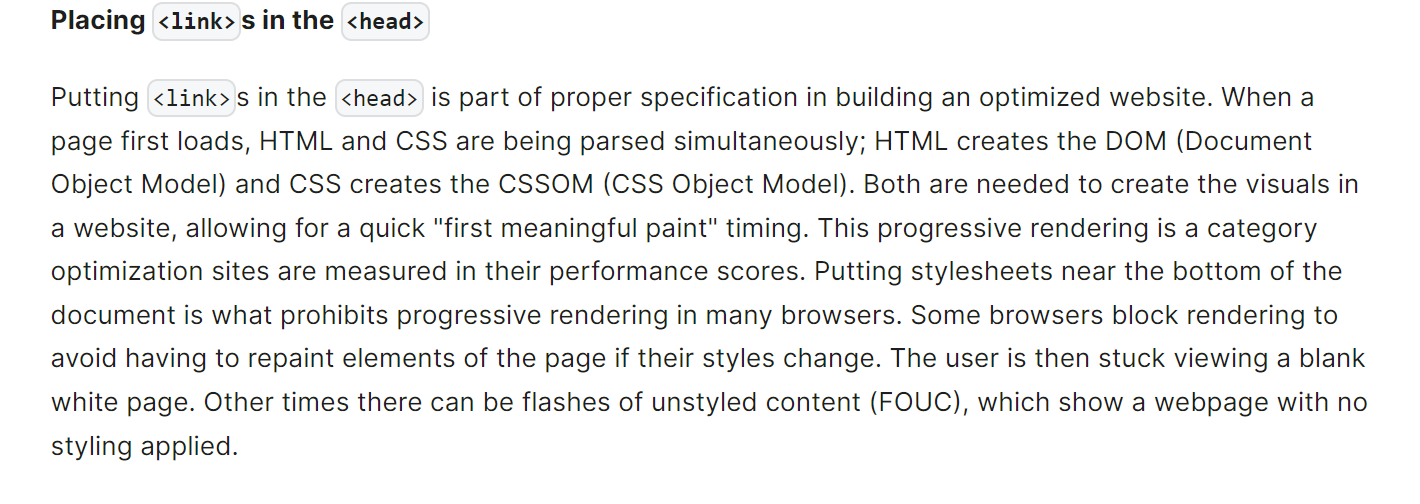 Placing <link>s in the <head>
Putting <link>s in the <head> is part of proper specification in building an optimized website. When a
page first loads, HTML and CSS are being parsed simultaneously; HTML creates the DOM (Document
Object Model) and CSS creates the CSSOM (CSS Object Model). Both are needed to create the visuals in
a website, allowing for a quick "first meaningful paint" timing. This progressive rendering is a category
optimization sites are measured in their performance scores. Putting stylesheets near the bottom of the
document is what prohibits progressive rendering in many browsers. Some browsers block rendering to
avoid having to repaint elements of the page if their styles change. The user is then stuck viewing a blank
white page. Other times there can be flashes of unstyled content (FOUC), which show a webpage with no
styling applied.